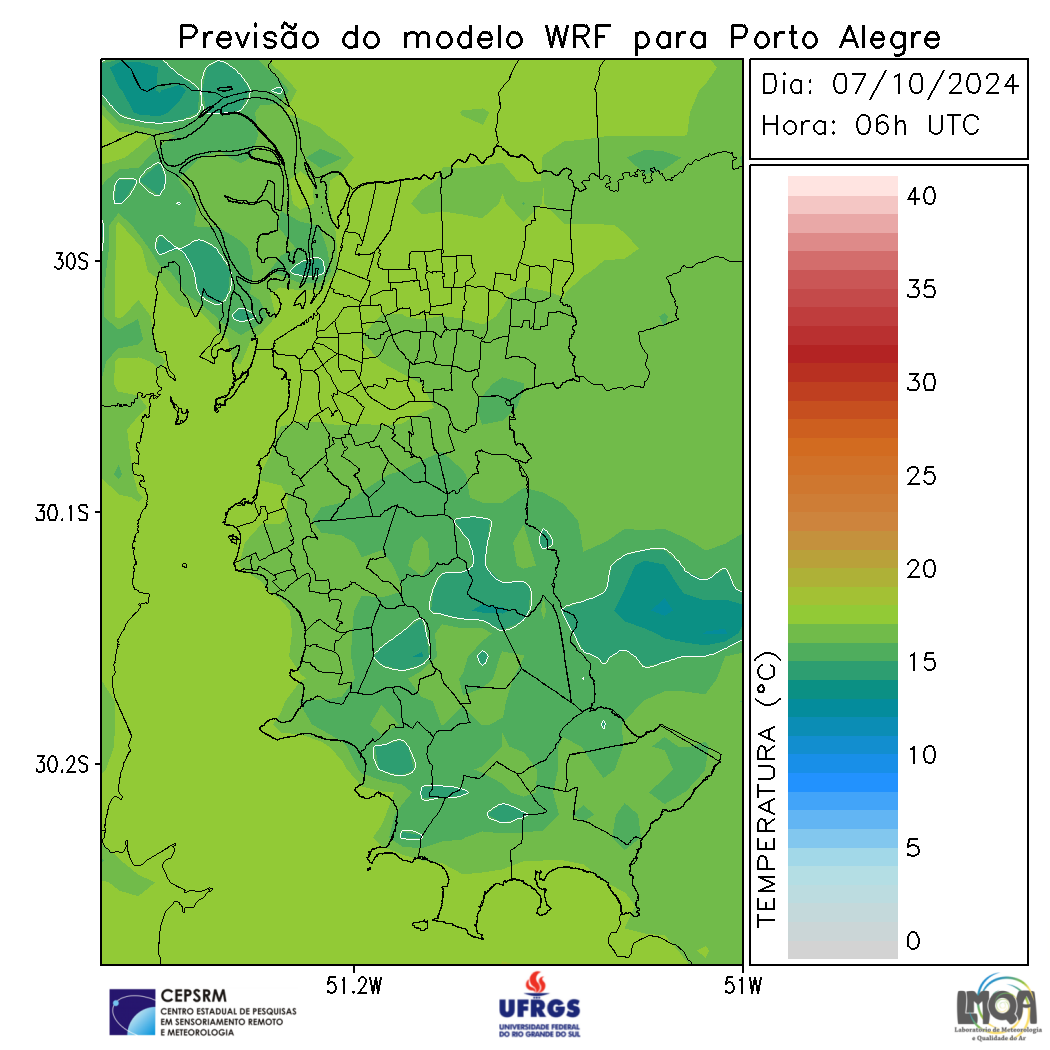 Previsão do modelo WRF para Porto Alegre
Dia: 07/10/2024
Hora: 06h UTC
30S
30.1S
30.2S
51.2W
51W
TEMPERATURA (°C)
40
35
30
25
20
15
10
5
0
CEPSRM
CENTRO ESTADUAL DE PESQUISAS
EM SENSORIAMENTO REMOTO
E METEOROLOGIA
UFRGS
UNIVERSIDADE FEDERAL
DO RIO GRANDE DO SUL
LMQA
Laboratório de Meteorologia
e Qualidade do Ar